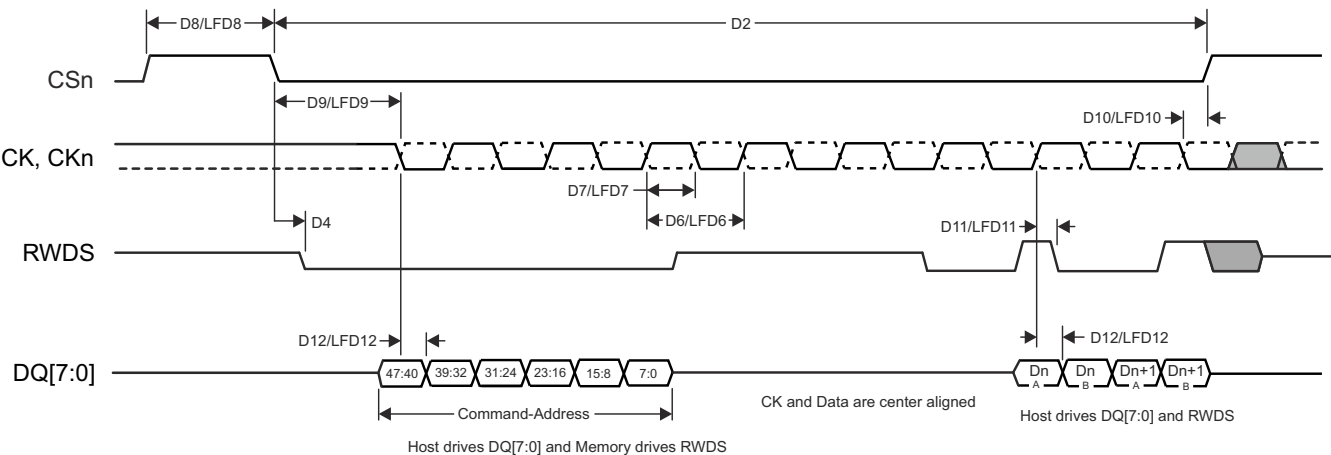 D8/LFD8
D2
CSn
D9/LFD9
D10/LFD10
CK, CKn
D7/LFD7
D6/LFD6
D4
D11/LFD11
RWDS
D12/LFD12
D12/LFD12
DQ[7:0]
47:40 39:32 31:24 23:16 15:8 7:0
Dn A Dn B Dn+1 A Dn+1 B
Command-Address
CK and Data are center aligned
Host drives DQ[7:0] and RWDS
Host drives DQ[7:0] and Memory drives RWDS